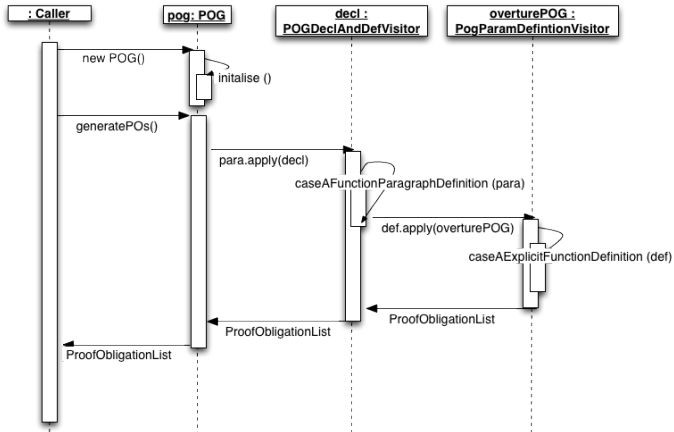 : Caller
pog: POG
decl :
POGDeclAndDefVisitor
overturePOG :
PogParamDefintionVisitor
new POG()
initalise ()
generatePOs()
para.apply(decl)
caseAFunctionParagraphDefinition (para)
def.apply(overturePOG)
caseAExplicitFunctionDefinition (def)
ProofObligationList
ProofObligationList
ProofObligationList